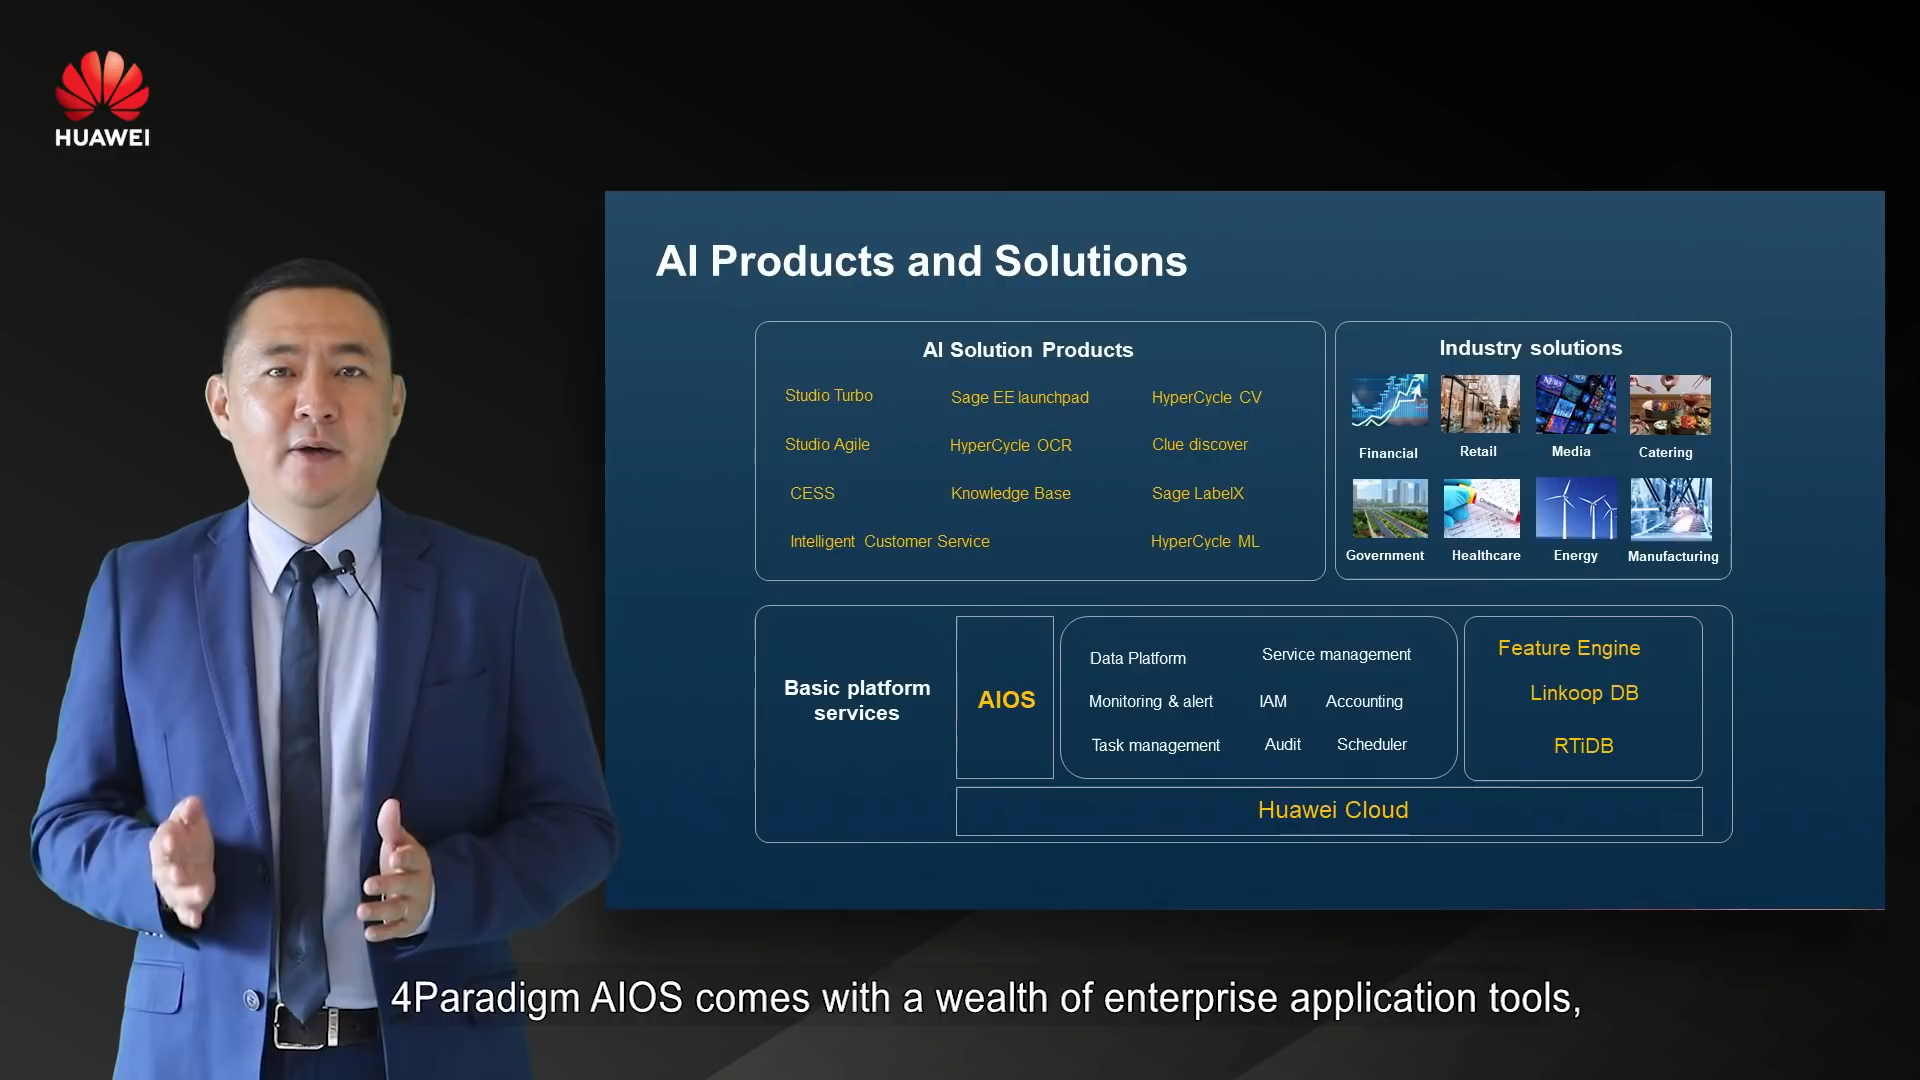 HUAWEI
AI Products and Solutions
AI Solution Products
Studio Turbo
Sage EE launchpad
HyperCycle CV
Studio Agile
HyperCycle OCR
Clue discover
CESS
Knowledge Base
Sage LabelX
Intelligent Customer Service
HyperCycle ML
Industry solutions
Financial
Retail
Media
Catering
Government
Healthcare
Energy
Manufacturing
Basic platform
services
AIOS
Data Platform
Service management
Monitoring & alert
IAM
Accounting
Task management
Audit
Scheduler
Feature Engine
Linkoop DB
RTiDB
Huawei Cloud
4Paradigm AIOS comes with a wealth of enterprise application tools,